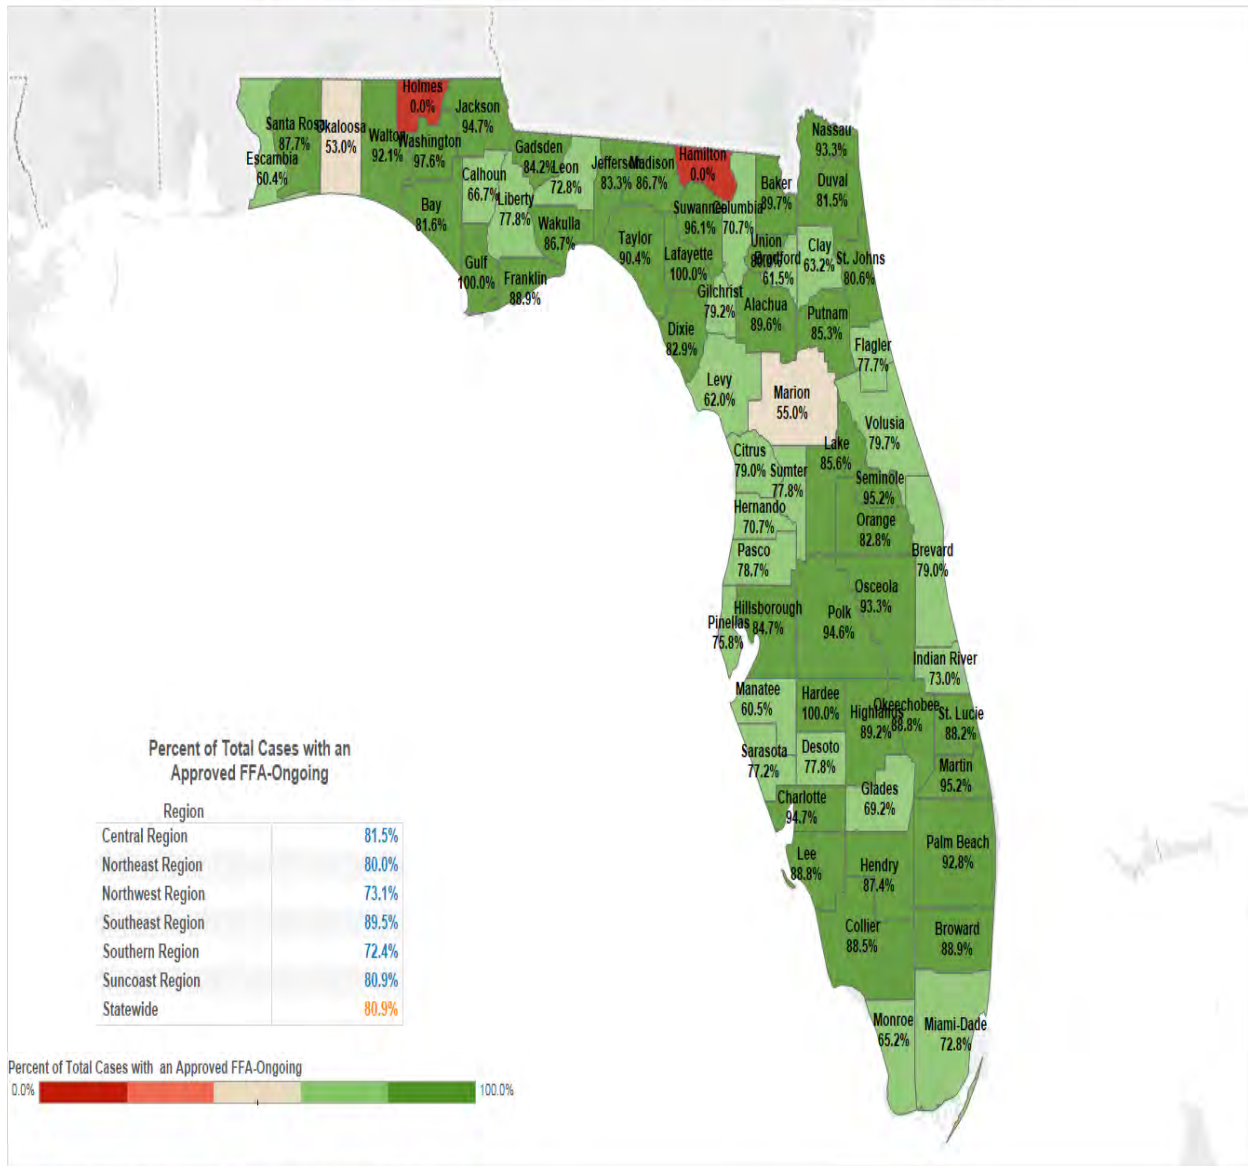 Holmes
0.0%
Jackson
94.7%
Santa Rosa
87.7%
Okaloosa
53.0%
Walton
92.1%
Washington
97.6%
Escambia
60.4%
Gadsden
84.2%
Leon
72.8%
Jefferson
83.3%
Madison
86.7%
Hamilton
0.0%
Nassau
93.3%
Duval
81.5%
Baker
89.7%
Calhoun
66.7%
Liberty
77.8%
Bay
81.6%
Wakulla
86.7%
Suwannee
96.1%
Columbia
70.7%
Taylor
90.4%
Lafayette
100.0%
Union
Bradford
61.5%
Clay
63.2%
St. Johns
80.6%
Gulf
100.0%
Franklin
88.9%
Gilchrist
79.2%
Alachua
89.6%
Putnam
85.3%
Dixie
82.9%
Flagler
77.7%
Levy
62.0%
Marion
55.0%
Volusia
79.7%
Lake
85.6%
Citrus
79.0%
Sumter
77.8%
Seminole
95.2%
Hernando
70.7%
Orange
82.8%
Pasco
78.7%
Brevard
79.0%
Osceola
93.3%
Hillsborough
84.7%
Polk
94.6%
Pinellas
75.8%
Indian River
73.0%
Manatee
60.5%
Hardee
100.0%
Highlands
89.2%
Okeechobee
88.8%
St. Lucie
88.2%
Sarasota
77.2%
Desoto
77.8%
Martin
95.2%
Charlotte
94.7%
Glades
69.2%
Lee
88.8%
Hendry
87.4%
Palm Beach
92.8%
Collier
88.5%
Broward
88.9%
Monroe
65.2%
Miami-Dade
72.8%
Percent of Total Cases with an
Approved FFA-Ongoing
Region
Central Region 81.5%
Northeast Region 80.0%
Northwest Region 73.1%
Southeast Region 89.5%
Southern Region 72.4%
Suncoast Region 80.9%
Statewide 80.9%
Percent of Total Cases with an Approved FFA-Ongoing
0.0% 100.0%